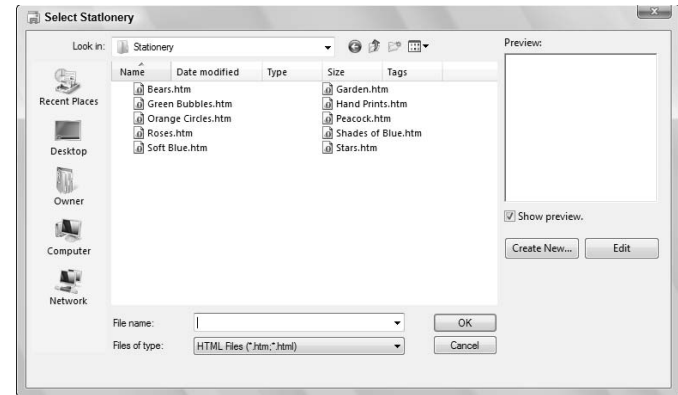 Select Stationery
Look in: Stationery
Preview:
Name Date modified Type Size Tags
Bears.htm
Green Bubbles.htm
Orange Circles.htm
Roses.htm
Soft Blue.htm
Garden.htm
Hand Prints.htm
Peacock.htm
Shades of Blue.htm
Stars.htm
Recent Places
Desktop
Owner
Computer
Network
Show preview.
Create New... Edit
File name:
OK
Files of type: HTML Files (*.htm;*.html)
Cancel